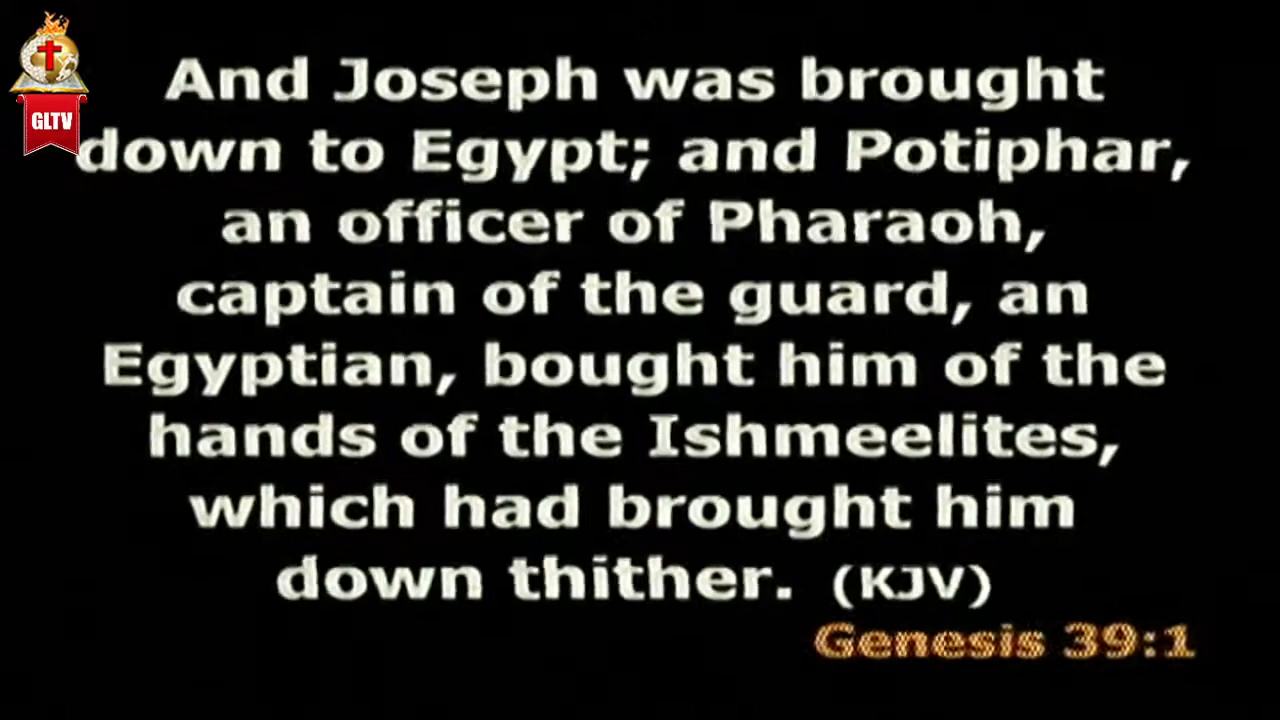 GLTV
And Joseph was brought
down to Egypt; and Potiphar,
an officer of Pharaoh,
captain of the guard, an
Egyptian, bought him of the
hands of the Ishmeelites,
which had brought him
down thither. (KJV)
Genesis 39:1